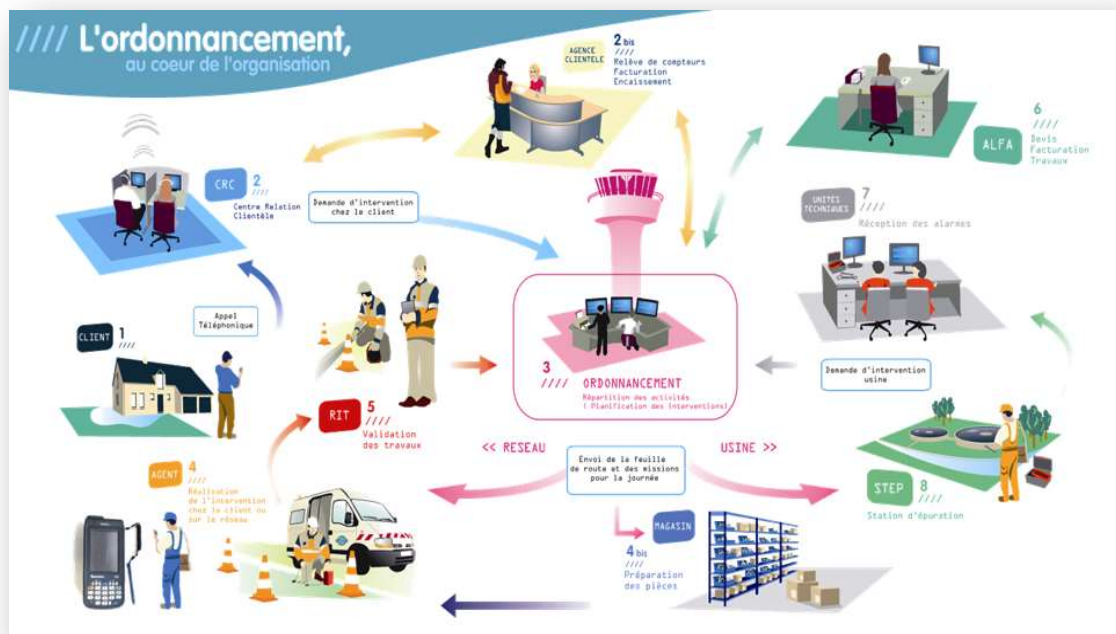 //// L'ordonnancement,
au coeur de l'organisation
AGENCE
CLIENTELE
2 bis
////
Relève de compteurs
Facturation
Encaissement
6
////
ALFA
Devis
Facturation
Travaux
CRC
2
////
Centre Relation
Clientèle
Demande d'intervention
chez le client
UNITÉS
TECHNIQUES
7
////
Réception des alarmes
Appel
Téléphonique
CLIENT
1
////
3
////
ORDONNANCEMENT
Répartition des activités
( Planification des interventions)
Demande d'intervention
usine
RIT
5
////
Validation
des travaux
<< RESEAU
USINE >>
Envoi de la feuille
de route et des missions
pour la journée
AGENT
4
////
Réalisation
de l'intervention
chez le client ou
sur le réseau
STEP
8
////
Station d'épuration
MAGASIN
4 bis
////
Préparation
des pièces